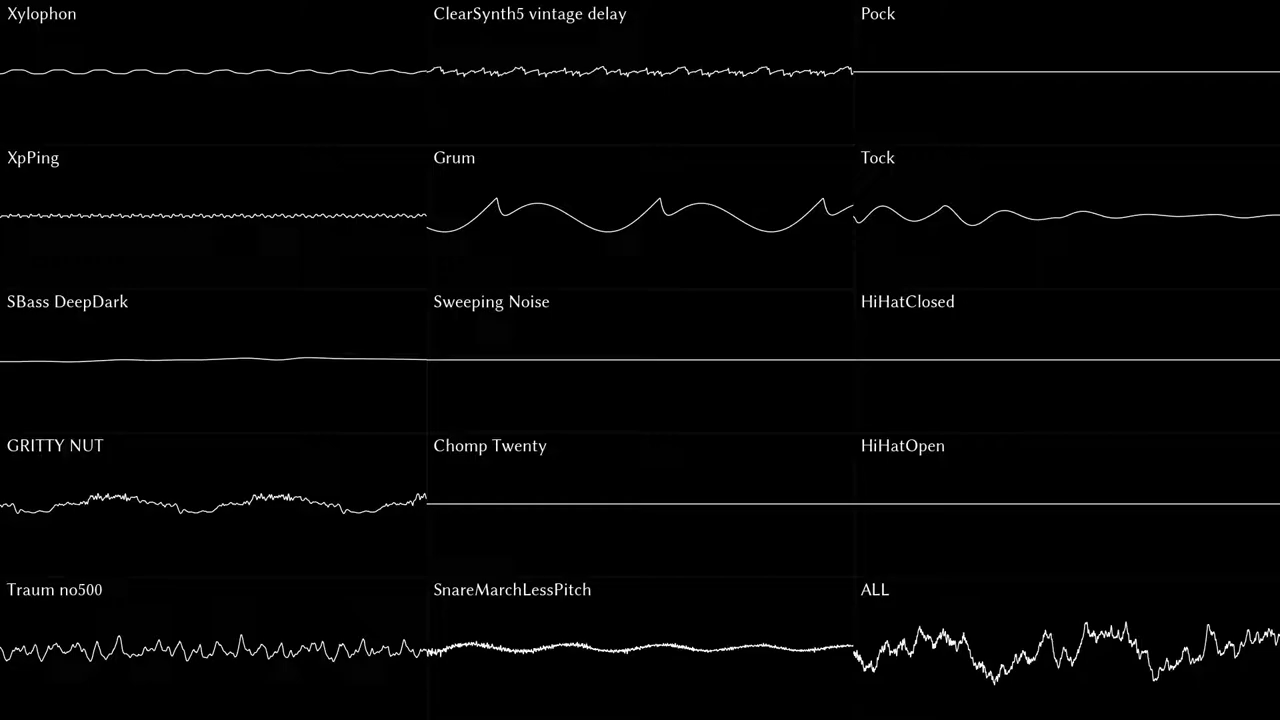 Xylophon
ClearSynth5 vintage delay
Pock
XpPing
Grum
Tock
SBass DeepDark
Sweeping Noise
HiHatClosed
GRITTY NUT
Chomp Twenty
HiHatOpen
Traum no500
SnareMarchLessPitch
ALL